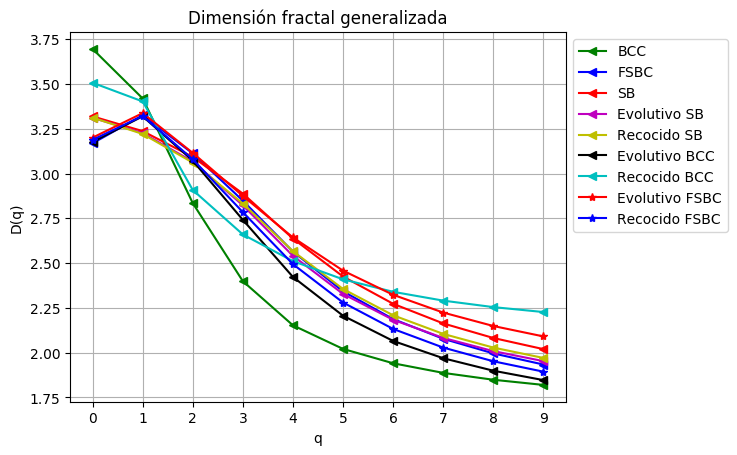 Dimensión fractal generalizada
D(q)
3.75
3.50
3.25
3.00
2.75
2.50
2.25
2.00
1.75
0 1 2 3 4 5 6 7 8 9
q
BCC
FSBC
SB
Evolutivo SB
Recocido SB
Evolutivo BCC
Recocido BCC
Evolutivo FSBC
Recocido FSBC